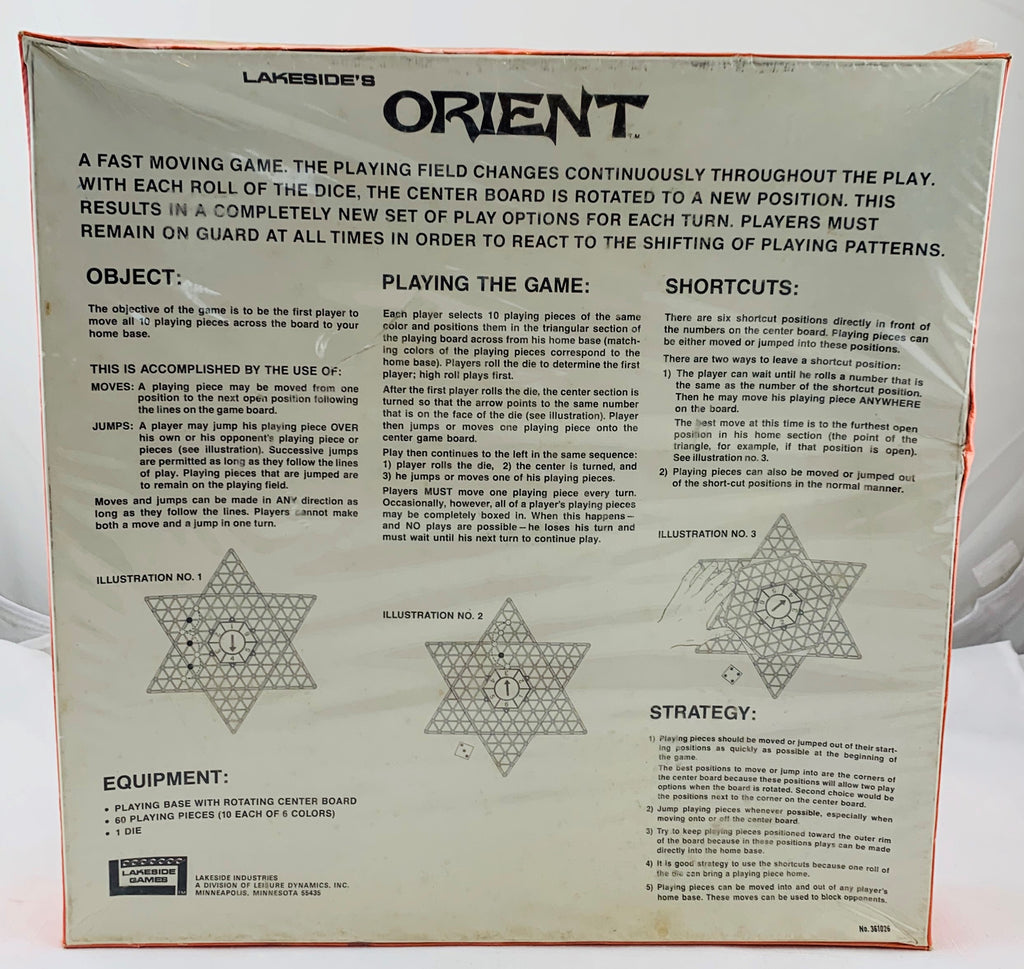 LAKESIDE'S
ORIENT™
A FAST MOVING GAME. THE PLAYING FIELD CHANGES CONTINUOUSLY THROUGHOUT THE PLAY.
WITH EACH ROLL OF THE DICE, THE CENTER BOARD IS ROTATED TO A NEW POSITION. THIS
RESULTS IN A COMPLETELY NEW SET OF PLAY OPTIONS FOR EACH TURN. PLAYERS MUST
REMAIN ON GUARD AT ALL TIMES IN ORDER TO REACT TO THE SHIFTING OF PLAYING PATTERNS.
OBJECT:
The objective of the game is to be the first player to
move all 10 playing pieces across the board to your
home base.
THIS IS ACCOMPLISHED BY THE USE OF:
MOVES: A playing piece may be moved from one
position to the next open position following
the lines on the game board.
JUMPS: A player may jump his playing piece OVER
his own or his opponent's playing piece or
pieces (see illustration). Successive jumps
are permitted as long as they follow the lines
of play. Playing pieces that are jumped are
to remain on the playing field.
Moves and jumps can be made in ANY direction as
long as they follow the lines. Players cannot make
both a move and a jump in one turn.
ILLUSTRATION NO. 1
EQUIPMENT:
• PLAYING BASE WITH ROTATING CENTER BOARD
• 60 PLAYING PIECES (10 EACH OF 6 COLORS)
• 1 DIE
LAKESIDE
GAMES
LAKESIDE INDUSTRIES
A DIVISION OF LEISURE DYNAMICS, INC.
MINNEAPOLIS, MINNESOTA 55435
PLAYING THE GAME:
Each player selects 10 playing pieces of the same
color and positions them in the triangular section of
the playing board across from his home base (match-
ing colors of the playing pieces correspond to the
home base). Players roll the die to determine the first
player; high roll plays first.
After the first player rolls the die, the center section is
turned so that the arrow points to the same number
that is on the face of the die (see illustration). Player
then jumps or moves one playing piece onto the
center game board.
Play then continues to the left in the same sequence:
1) player rolls the die, 2) the center is turned, and
3) he jumps or moves one of his playing pieces.
Players MUST move one playing piece every turn.
Occasionally, however, all of a player's playing pieces
may be completely boxed in. When this happens—
and NO plays are possible—he loses his turn and
must wait until his next turn to continue play.
ILLUSTRATION NO. 2
SHORTCUTS:
There are six shortcut positions directly in front of
the numbers on the center board. Playing pieces can
be either moved or jumped into these positions.
There are two ways to leave a shortcut position:
1) The player can wait until he rolls a number that is
the same as the number of the shortcut position.
Then he may move his playing piece ANYWHERE
on the board.
The best move at this time is to the furthest open
position in his home section (the point of the
triangle, for example, if that position is open).
See illustration no. 3.
2) Playing pieces can also be moved or jumped out
of the short-cut positions in the normal manner.
ILLUSTRATION NO. 3
STRATEGY:
1) Playing pieces should be moved or jumped out of their start-
ing positions as quickly as possible at the beginning of
the game.
The best positions to move or jump into are the corners of
the center board because these positions will allow two play
options when the board is rotated. Second choice would be
the positions next to the corner on the center board.
2) Jump playing pieces whenever possible, especially when
moving onto or off the center board.
3) Try to keep playing pieces positioned toward the outer rim
of the board because in these positions plays can be made
directly into the home base.
4) It is good strategy to use the shortcuts because one roll of
the die can bring a playing piece home.
5) Playing pieces can be moved into and out of any player's
home base. These moves can be used to block opponents.
No. 361026